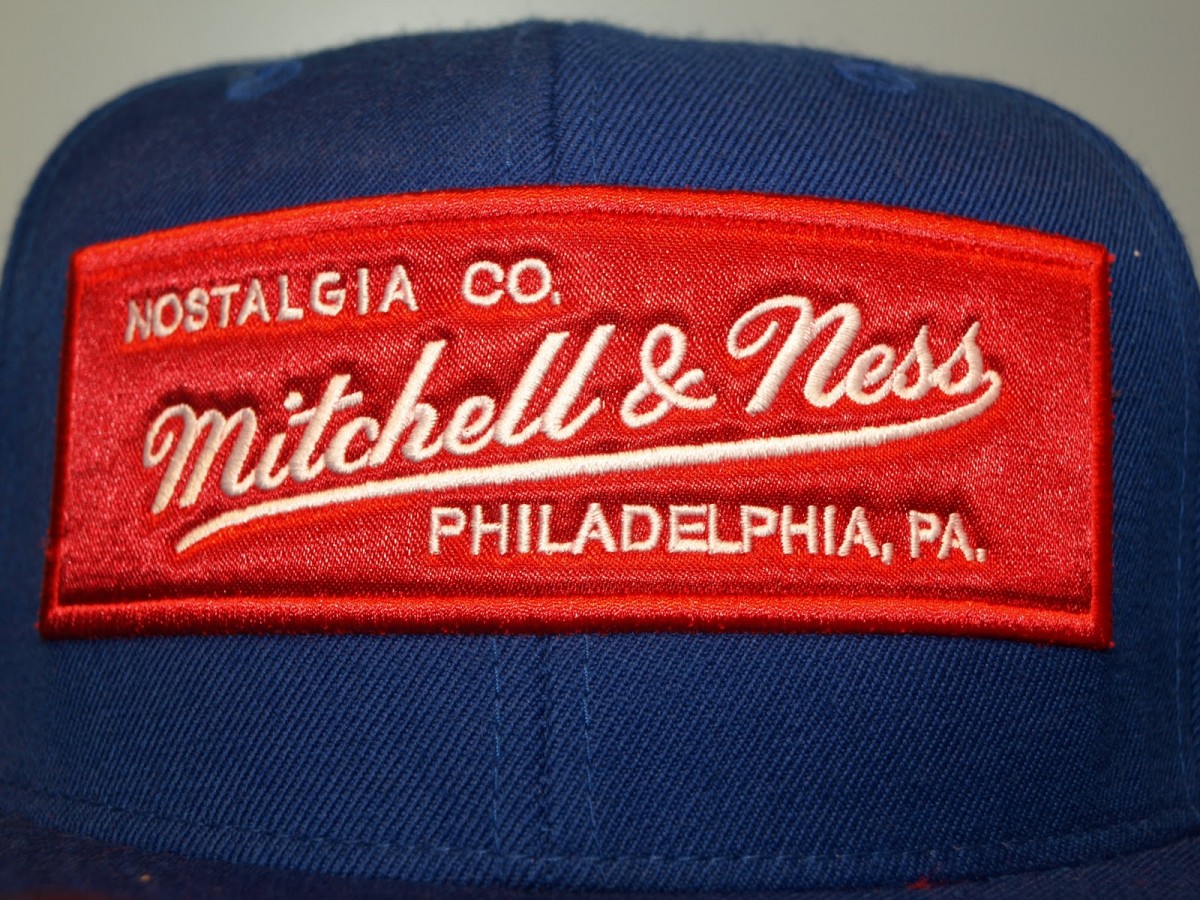 NOSTALGIA CO.
Mitchell & Ness
PHILADELPHIA, PA.